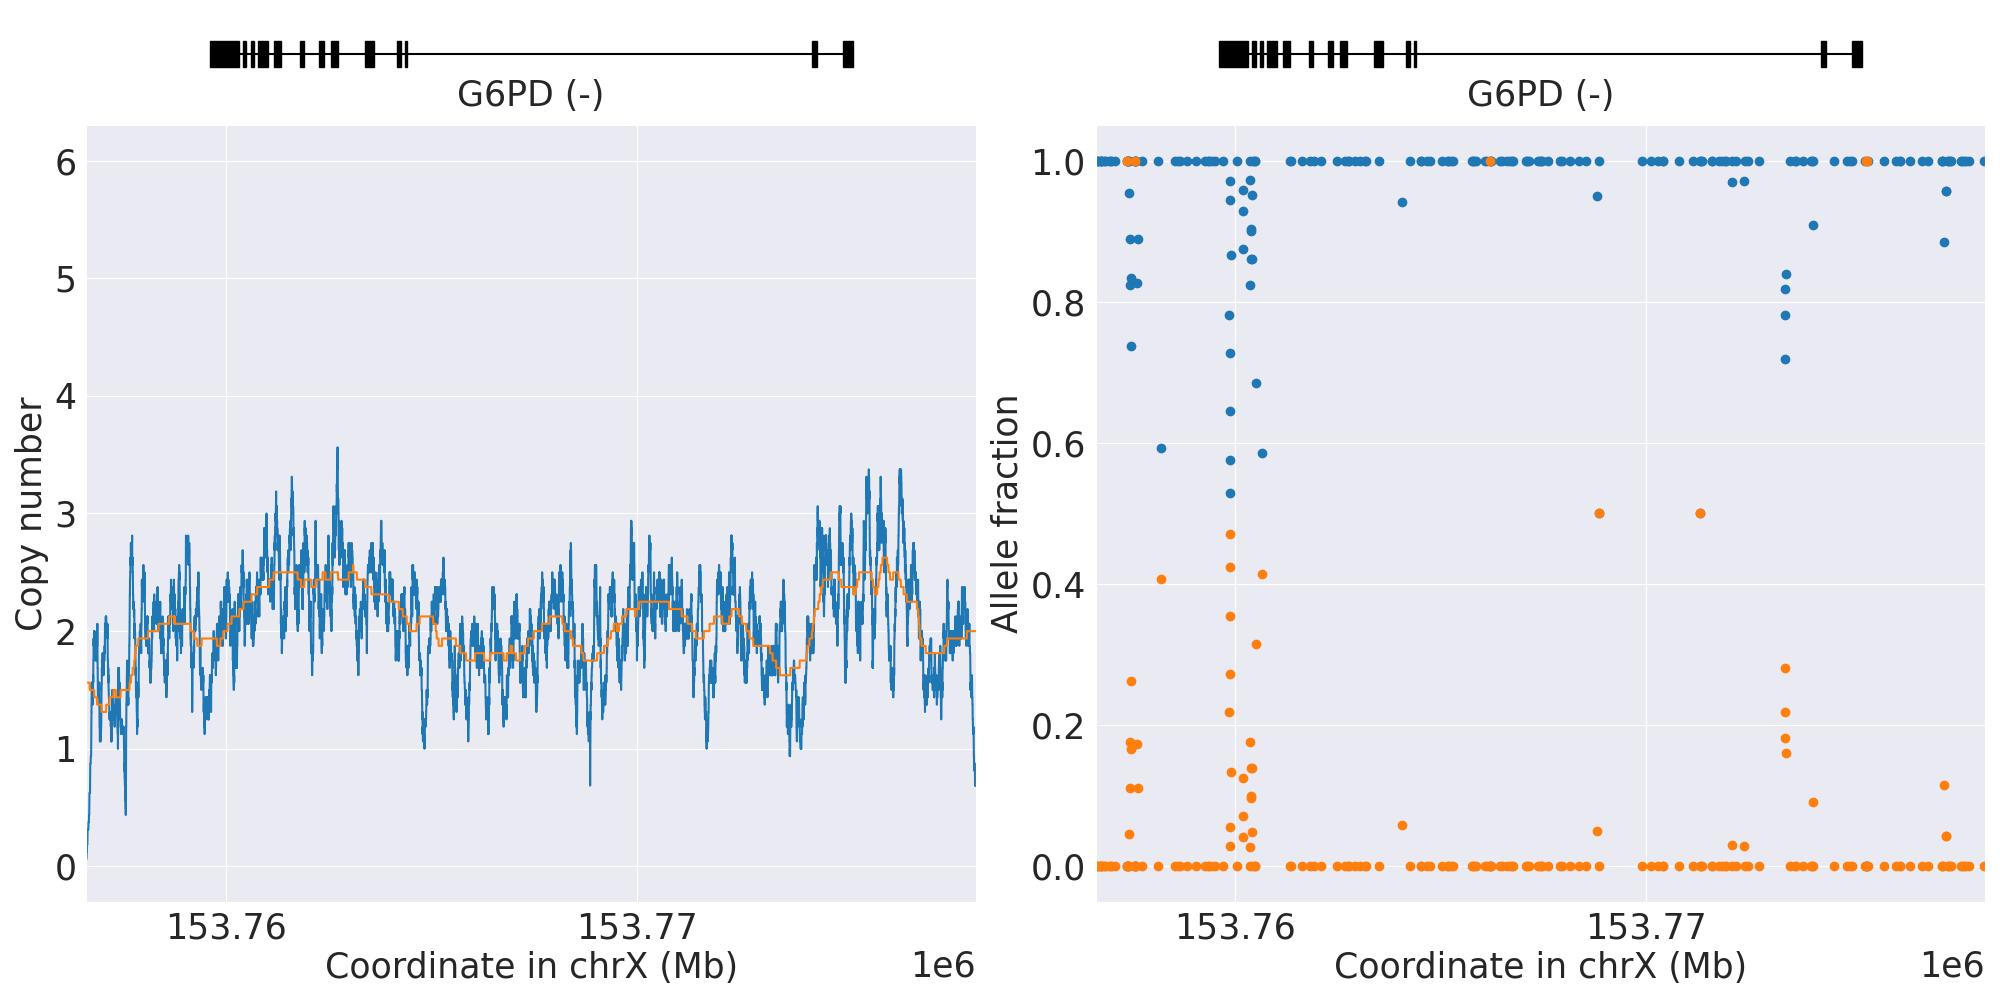 G6PD (-)
G6PD (-)
Copy number
6
5
4
3
2
1
0
153.76
153.77
Coordinate in chrX (Mb)
1e6
Allele fraction
1.0
0.8
0.6
0.4
0.2
0.0
153.76
153.77
Coordinate in chrX (Mb)
1e6